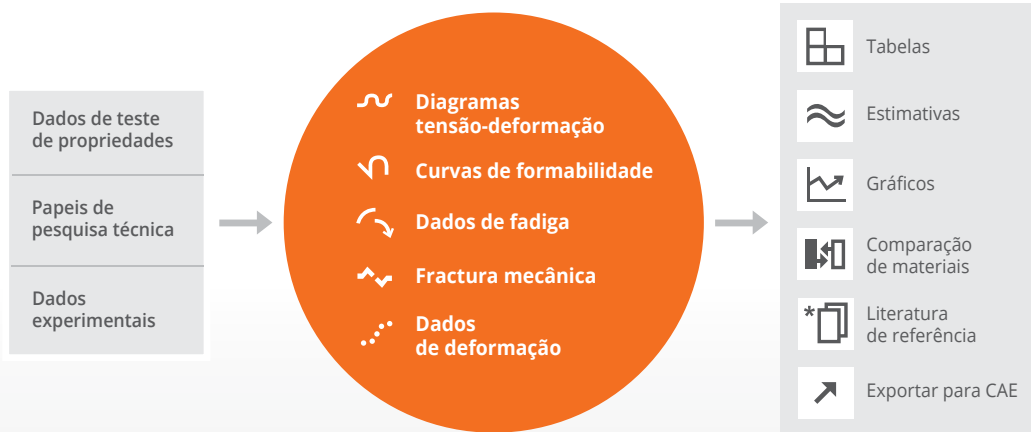 Dados de teste
de propriedades
Papeis de
pesquisa técnica
Dados
experimentais
Diagramas
tensão-deformação
Curvas de formabilidade
Dados de fadiga
Fractura mecânica
Dados
de deformação
Tabelas
Estimativas
Gráficos
Comparação
de materiais
*
Literatura
de referência
Exportar para CAE